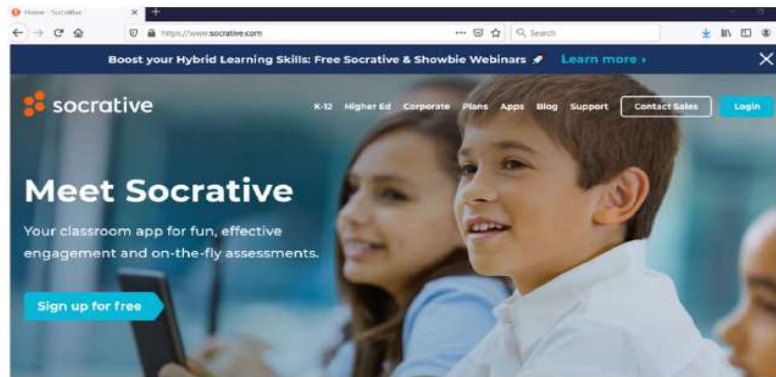 Home - Socrative
https://www.socrative.com
Search
Boost your Hybrid Learning Skills: Free Socrative & Showbie Webinars 🚀 Learn more ›
socrative
K-12 Higher Ed Corporate Plans Apps Blog Support Contact Sales Login
Meet Socrative
Your classroom app for fun, effective
engagement and on-the-fly assessments.
Sign up for free